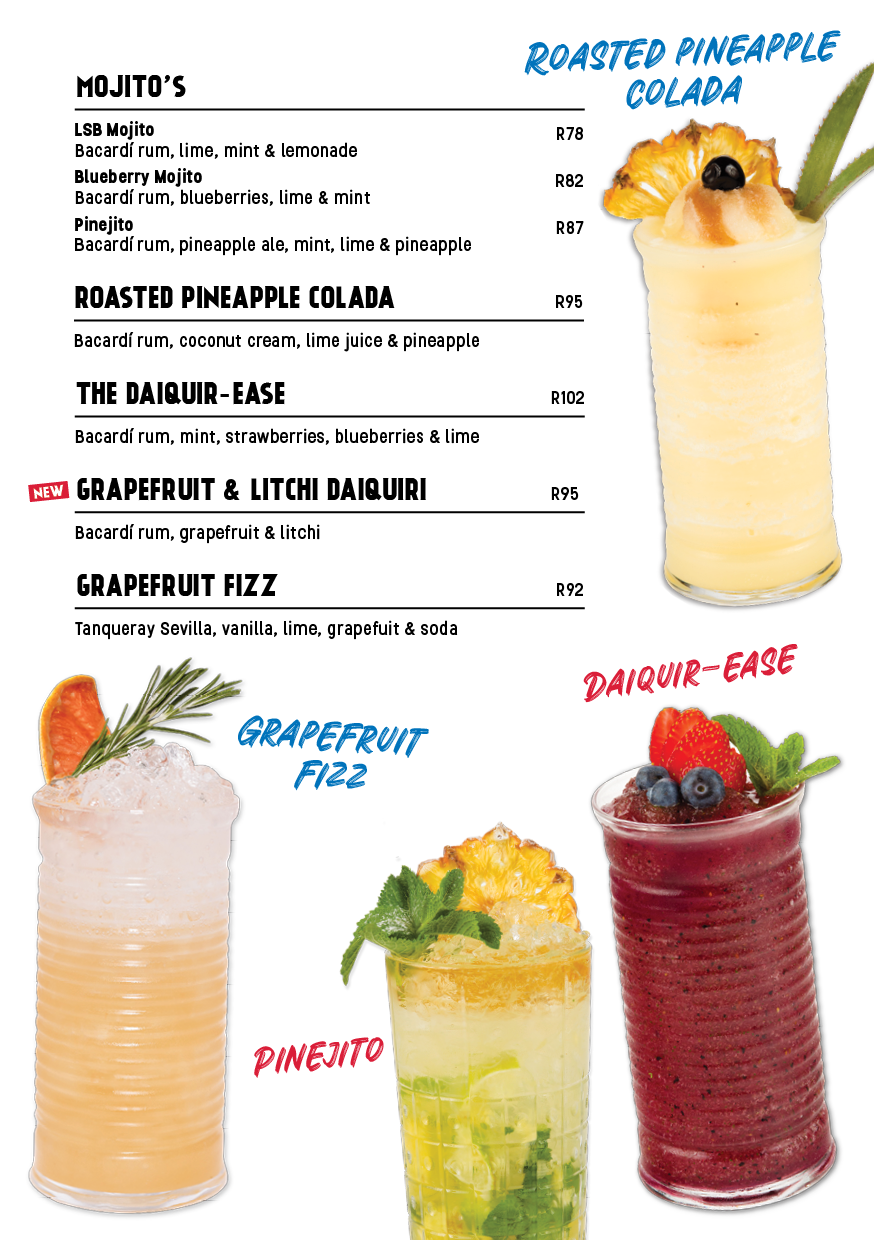 ROASTED PINEAPPLE
COLADA
MOJITO'S
LSB Mojito R78
Bacardí rum, lime, mint & lemonade
Blueberry Mojito R82
Bacardí rum, blueberries, lime & mint
Pinejito R87
Bacardí rum, pineapple ale, mint, lime & pineapple
ROASTED PINEAPPLE COLADA R95
Bacardí rum, coconut cream, lime juice & pineapple
THE DAIQUIR-EASE R102
Bacardí rum, mint, strawberries, blueberries & lime
NEW GRAPEFRUIT & LITCHI DAIQUIRI R95
Bacardí rum, grapefruit & litchi
GRAPEFRUIT FIZZ R92
Tanqueray Sevilla, vanilla, lime, grapefuit & soda
DAIQUIR-EASE
GRAPEFRUIT
FIZZ
PINEJITO